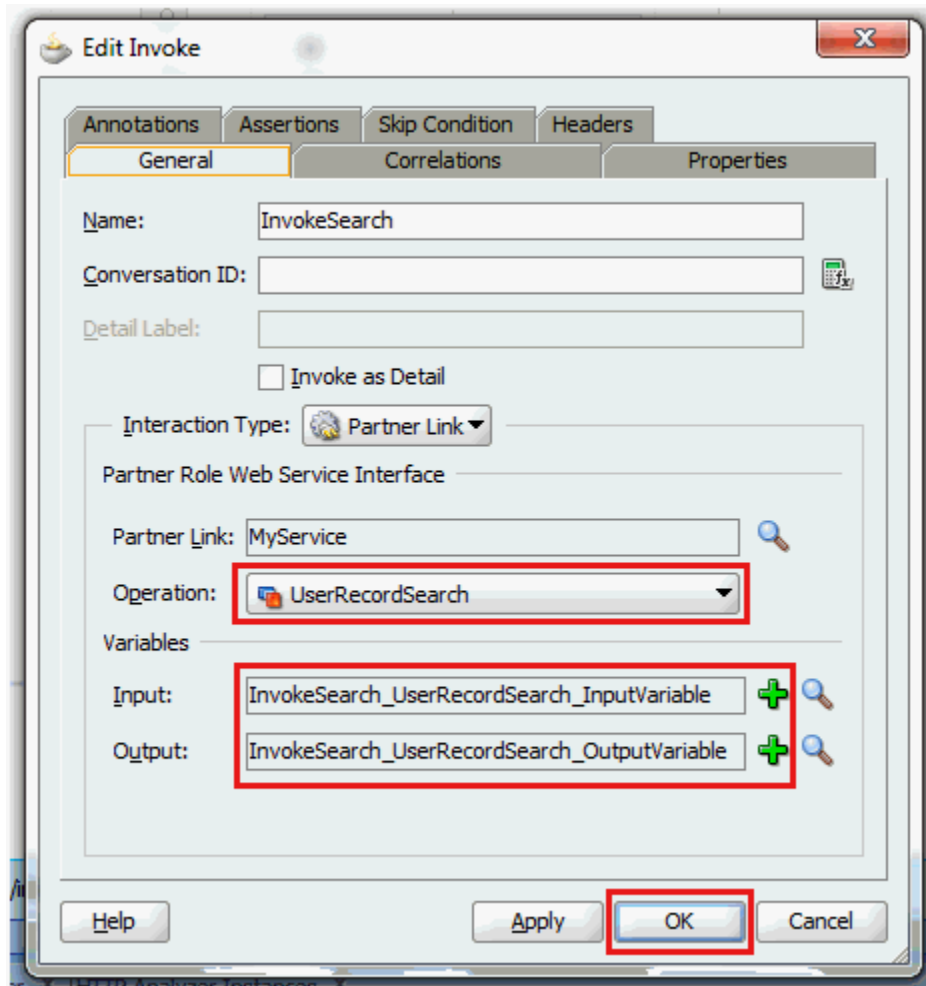 Edit Invoke
Annotations Assertions Skip Condition Headers
General Correlations Properties
Name: InvokeSearch
Conversation ID:
Detail Label:
Invoke as Detail
Interaction Type: Partner Link
Partner Role Web Service Interface
Partner Link: MyService
Operation: UserRecordSearch
Variables
Input: InvokeSearch_UserRecordSearch_InputVariable
Output: InvokeSearch_UserRecordSearch_OutputVariable
Help Apply OK Cancel